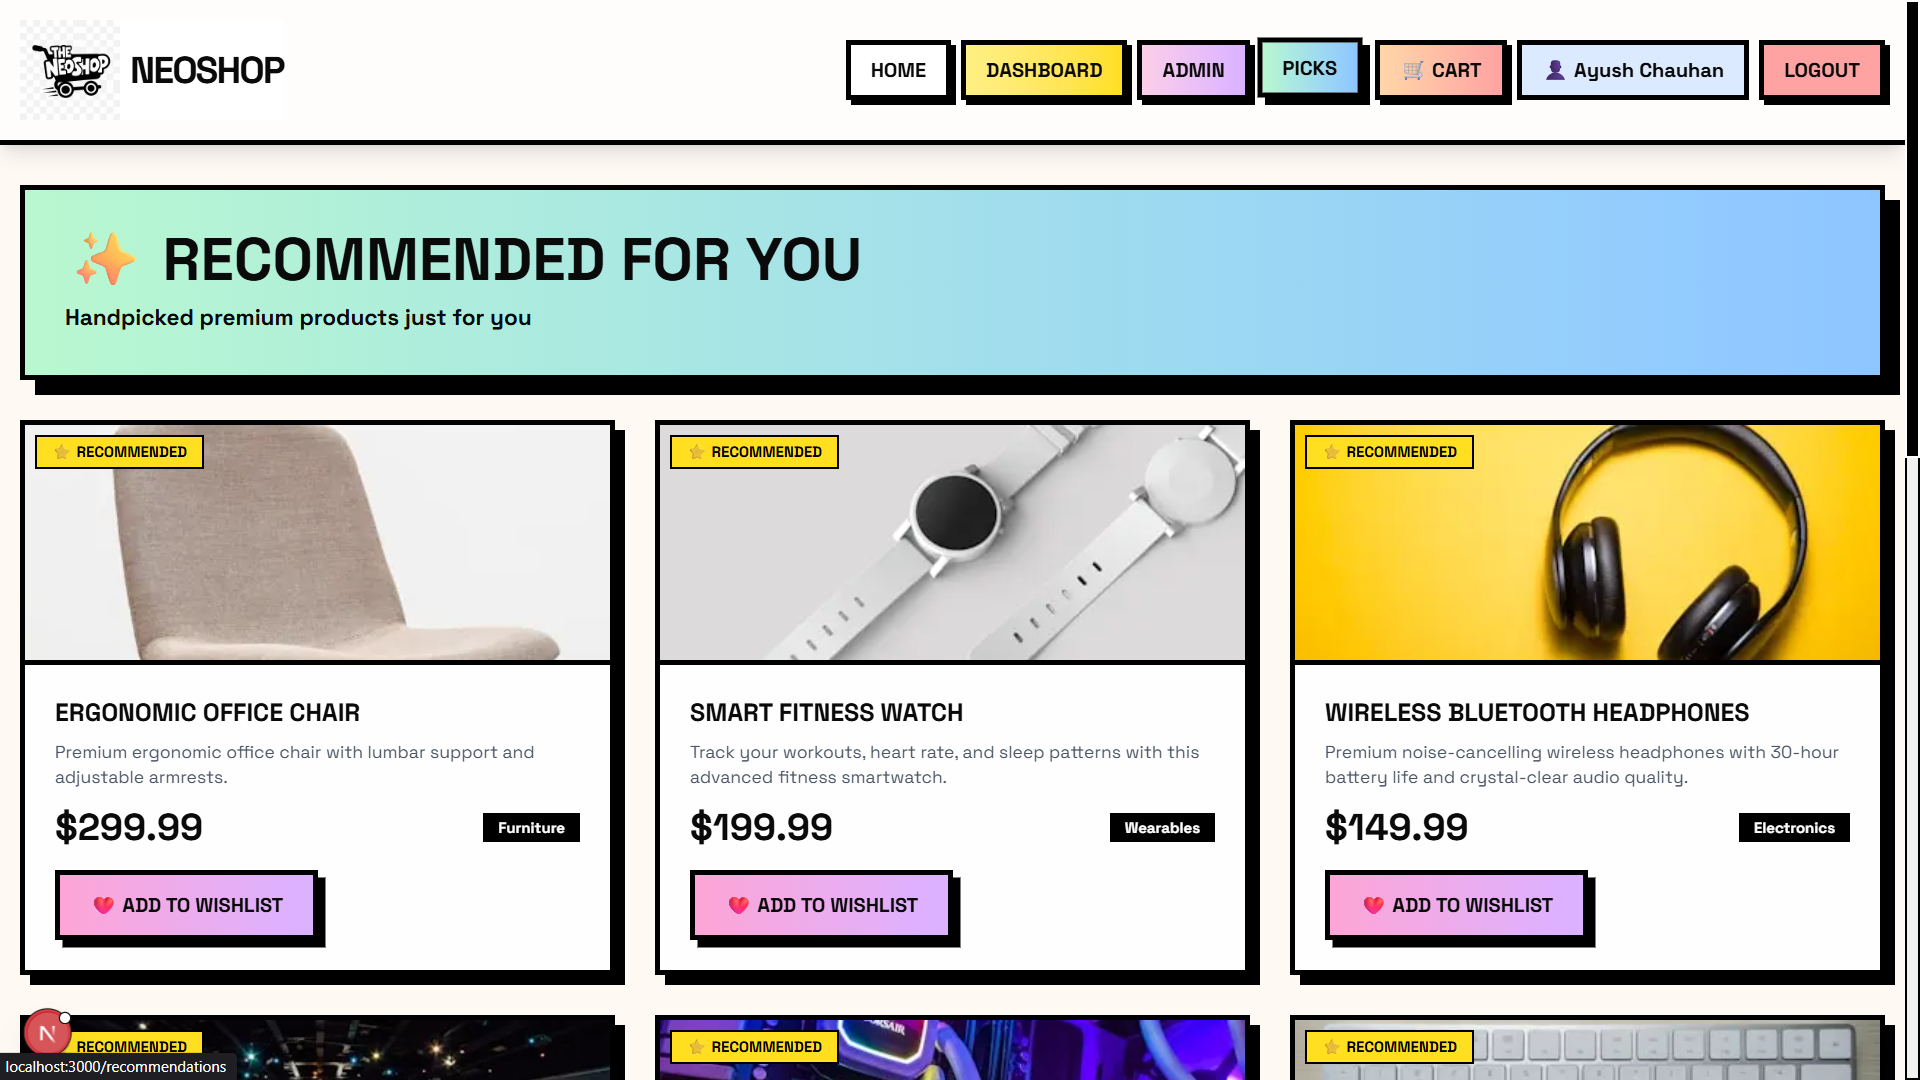 THE
NEOSHOP
NEOSHOP
HOME
DASHBOARD
ADMIN
PICKS
🛒 CART
👤 Ayush Chauhan
LOGOUT
✨ RECOMMENDED FOR YOU
Handpicked premium products just for you
⭐ RECOMMENDED
⭐ RECOMMENDED
⭐ RECOMMENDED
ERGONOMIC OFFICE CHAIR
Premium ergonomic office chair with lumbar support and
adjustable armrests.
$299.99
Furniture
❤️ ADD TO WISHLIST
SMART FITNESS WATCH
Track your workouts, heart rate, and sleep patterns with this
advanced fitness smartwatch.
$199.99
Wearables
❤️ ADD TO WISHLIST
WIRELESS BLUETOOTH HEADPHONES
Premium noise-cancelling wireless headphones with 30-hour
battery life and crystal-clear audio quality.
$149.99
Electronics
❤️ ADD TO WISHLIST
N
RECOMMENDED
⭐ RECOMMENDED
CORSAIR
⭐ RECOMMENDED
localhost:3000/recommendations